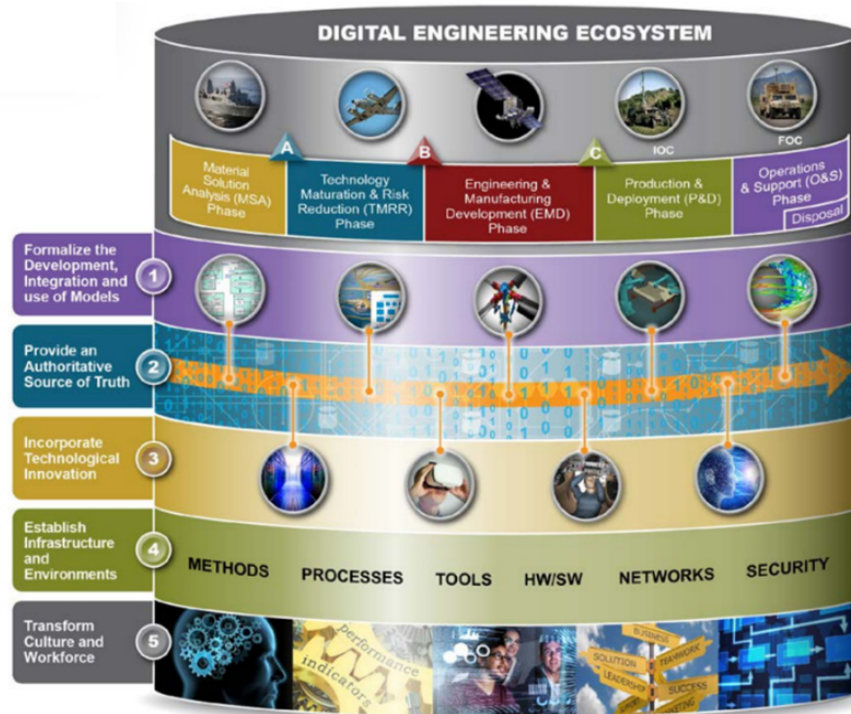 DIGITAL ENGINEERING ECOSYSTEM
IOC
FOC
A
B
C
Material
Solution
Analysis (MSA)
Phase
Technology
Maturation & Risk
Reduction (TMRR)
Phase
Engineering &
Manufacturing
Development (EMD)
Phase
Production &
Deployment (P&D)
Phase
Operations
& Support (O&S)
Phase
Disposal
Formalize the
Development,
Integration and
use of Models
1
Provide an
Authoritative
Source of Truth
2
Incorporate
Technological
Innovation
3
Establish
Infrastructure
and
Environments
4
METHODS
PROCESSES
TOOLS
HW/SW
NETWORKS
SECURITY
Transform
Culture and
Workforce
5
performance
indicators
BUSINESS
SOLUTION
TEAMWORK
LEADERSHIP
SUCCESS